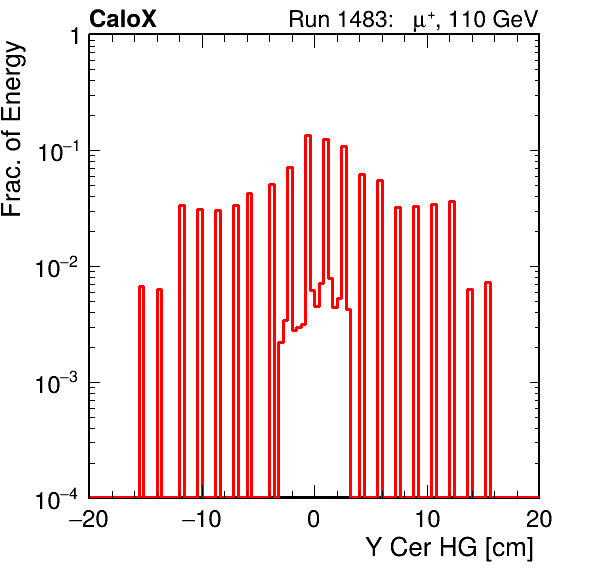 CaloX Run 1483: μ⁺, 110 GeV
Frac. of Energy
1
10⁻¹
10⁻²
10⁻³
10⁻⁴
−20 −10 0 10 20
Y Cer HG [cm]